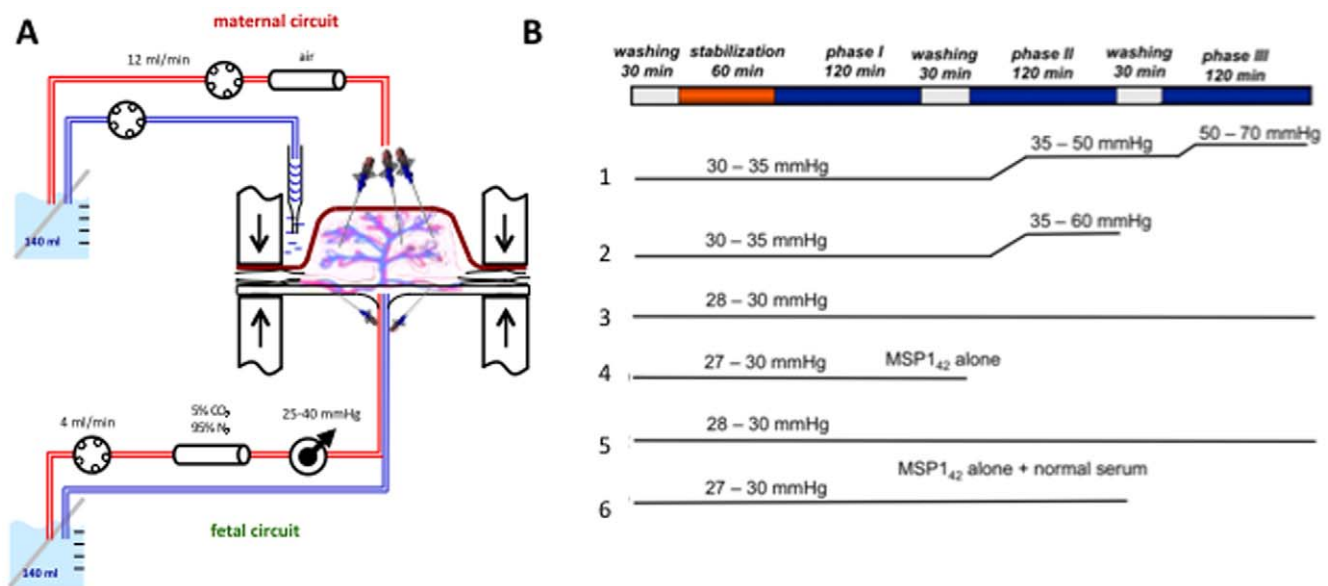 A
maternal circuit
12 ml/min
air
140 ml
5% CO₂
95% N₂
4 ml/min
25-40 mmHg
fetal circuit
140 ml
B
washing stabilization phase I washing phase II washing phase III
30 min 60 min 120 min 30 min 120 min 30 min 120 min
1 30 – 35 mmHg 35 – 50 mmHg 50 – 70 mmHg
2 30 – 35 mmHg 35 – 60 mmHg
3 28 – 30 mmHg
4 27 – 30 mmHg MSP1₄₂ alone
5 28 – 30 mmHg
MSP1₄₂ alone + normal serum
6 27 – 30 mmHg